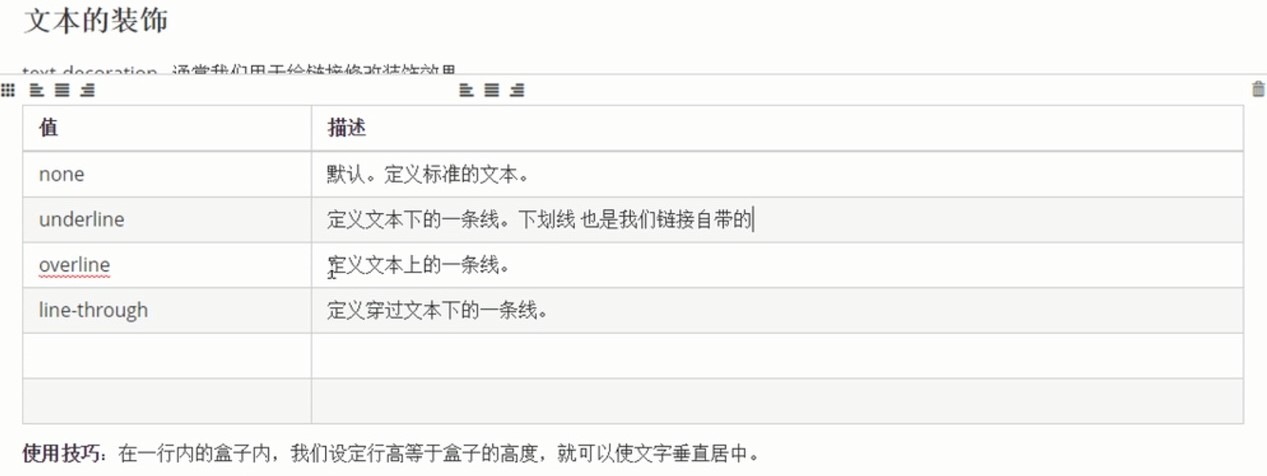 文本的装饰
text-decoration 通常我们用于给链接修改装饰效果
值 描述
none 默认。定义标准的文本。
underline 定义文本下的一条线。下划线 也是我们链接自带的
overline 定义文本上的一条线。
line-through 定义穿过文本下的一条线。
使用技巧：在一行内的盒子内，我们设定行高等于盒子的高度，就可以使文字垂直居中。